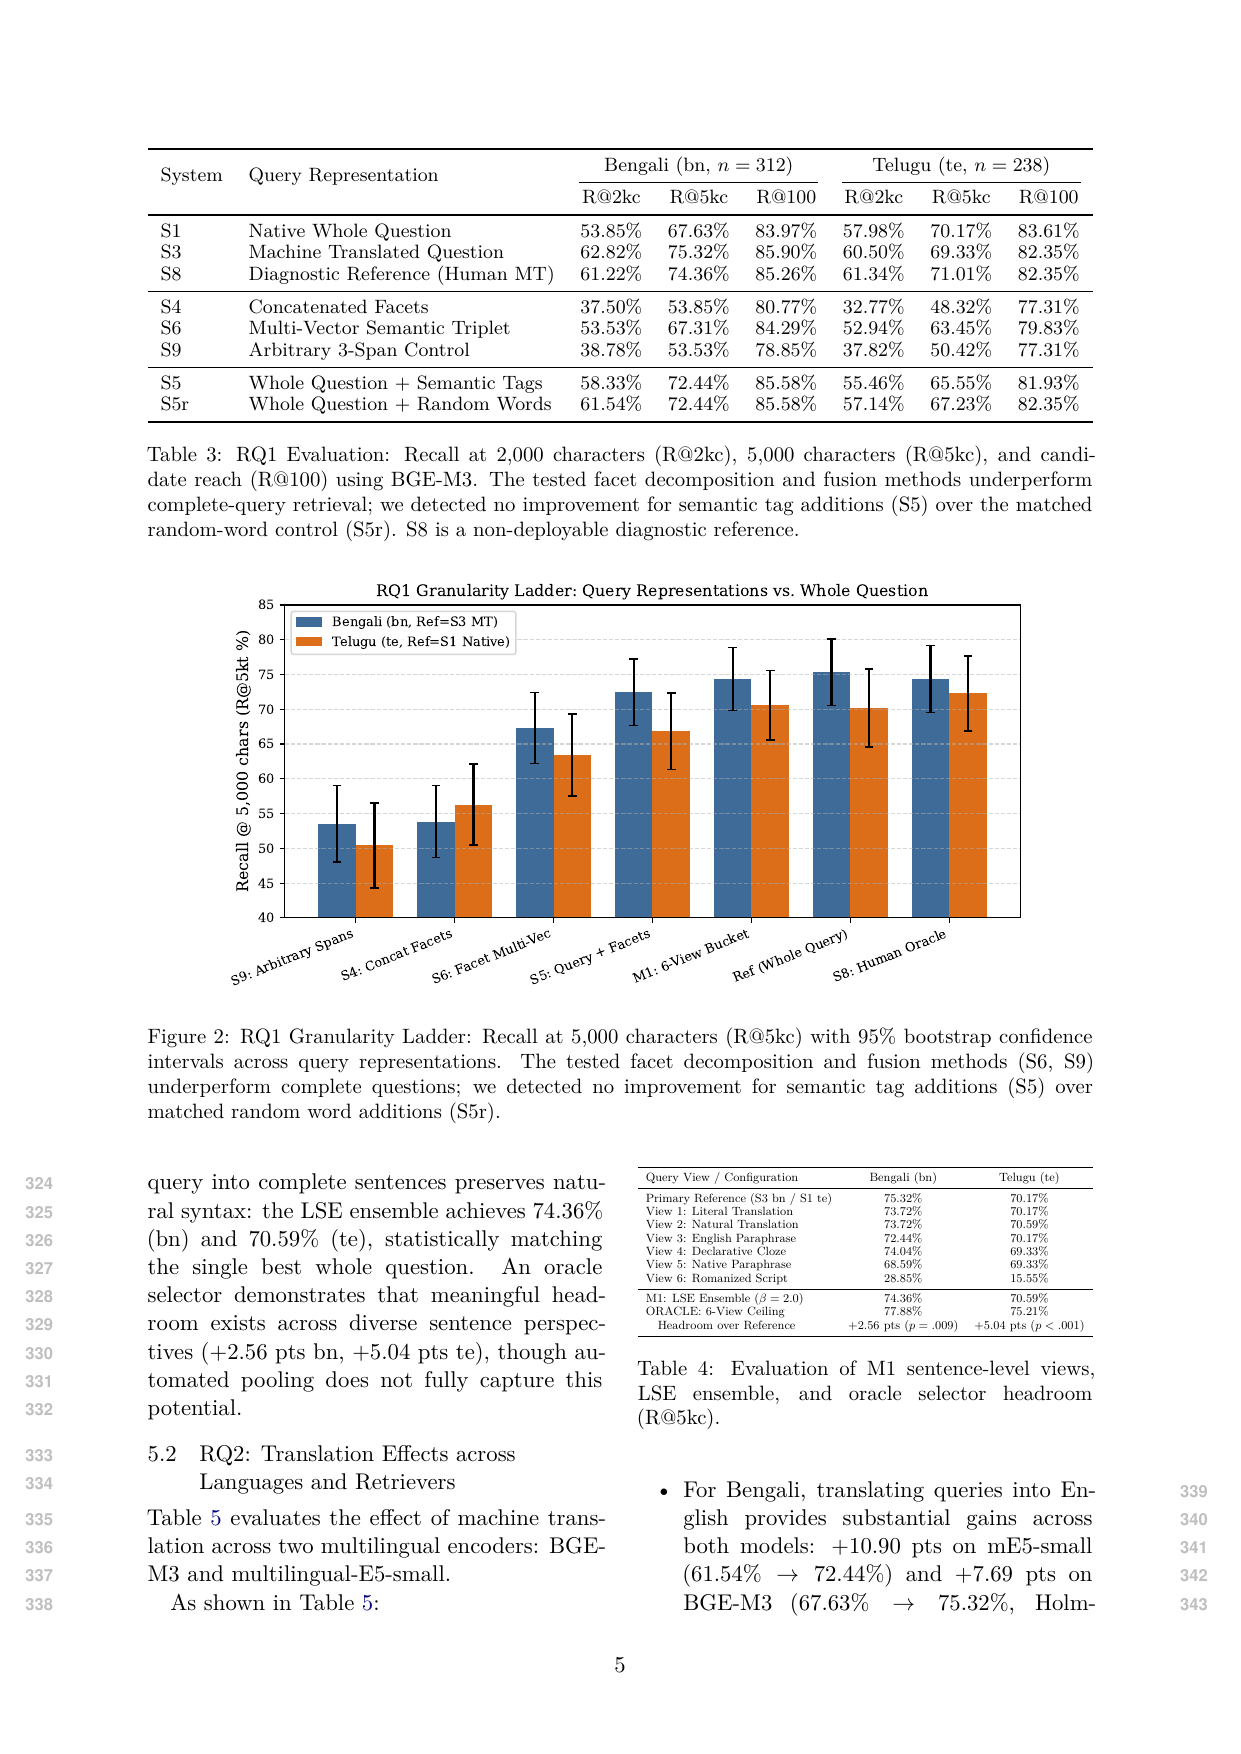 System Query Representation Bengali (bn, n = 312) Telugu (te, n = 238)
R@2kc R@5kc R@100 R@2kc R@5kc R@100
S1 Native Whole Question 53.85% 67.63% 83.97% 57.98% 70.17% 83.61%
S3 Machine Translated Question 62.82% 75.32% 85.90% 60.50% 69.33% 82.35%
S8 Diagnostic Reference (Human MT) 61.22% 74.36% 85.26% 61.34% 71.01% 82.35%
S4 Concatenated Facets 37.50% 53.85% 80.77% 32.77% 48.32% 77.31%
S6 Multi-Vector Semantic Triplet 53.53% 67.31% 84.29% 52.94% 63.45% 79.83%
S9 Arbitrary 3-Span Control 38.78% 53.53% 78.85% 37.82% 50.42% 77.31%
S5 Whole Question + Semantic Tags 58.33% 72.44% 85.58% 55.46% 65.55% 81.93%
S5r Whole Question + Random Words 61.54% 72.44% 85.58% 57.14% 67.23% 82.35%
Table 3: RQ1 Evaluation: Recall at 2,000 characters (R@2kc), 5,000 characters (R@5kc), and candi-
date reach (R@100) using BGE-M3. The tested facet decomposition and fusion methods underperform
complete-query retrieval; we detected no improvement for semantic tag additions (S5) over the matched
random-word control (S5r). S8 is a non-deployable diagnostic reference.
RQ1 Granularity Ladder: Query Representations vs. Whole Question
Recall @ 5,000 chars (R@5kt %)
85
80
75
70
65
60
55
50
45
40
Bengali (bn, Ref=S3 MT)
Telugu (te, Ref=S1 Native)
S9: Arbitrary Spans
S4: Concat Facets
S6: Facet Multi-Vec
S5: Query + Facets
M1: 6-View Bucket
Ref (Whole Query)
S8: Human Oracle
Figure 2: RQ1 Granularity Ladder: Recall at 5,000 characters (R@5kc) with 95% bootstrap confidence
intervals across query representations. The tested facet decomposition and fusion methods (S6, S9)
underperform complete questions; we detected no improvement for semantic tag additions (S5) over
matched random word additions (S5r).
324 query into complete sentences preserves natu-
325 ral syntax: the LSE ensemble achieves 74.36%
326 (bn) and 70.59% (te), statistically matching
327 the single best whole question. An oracle
328 selector demonstrates that meaningful head-
329 room exists across diverse sentence perspec-
330 tives (+2.56 pts bn, +5.04 pts te), though au-
331 tomated pooling does not fully capture this
332 potential.
333 5.2 RQ2: Translation Effects across
334 Languages and Retrievers
335 Table 5 evaluates the effect of machine trans-
336 lation across two multilingual encoders: BGE-
337 M3 and multilingual-E5-small.
338 As shown in Table 5:
Query View / Configuration Bengali (bn) Telugu (te)
Primary Reference (S3 bn / S1 te) 75.32% 70.17%
View 1: Literal Translation 73.72% 70.17%
View 2: Natural Translation 73.72% 70.59%
View 3: English Paraphrase 72.44% 70.17%
View 4: Declarative Cloze 74.04% 69.33%
View 5: Native Paraphrase 68.59% 69.33%
View 6: Romanized Script 28.85% 15.55%
M1: LSE Ensemble (β = 2.0) 74.36% 70.59%
ORACLE: 6-View Ceiling 77.88% 75.21%
Headroom over Reference +2.56 pts (p = .009) +5.04 pts (p < .001)
Table 4: Evaluation of M1 sentence-level views,
LSE ensemble, and oracle selector headroom
(R@5kc).
• For Bengali, translating queries into En- 339
glish provides substantial gains across 340
both models: +10.90 pts on mE5-small 341
(61.54% → 72.44%) and +7.69 pts on 342
BGE-M3 (67.63% → 75.32%, Holm- 343
5